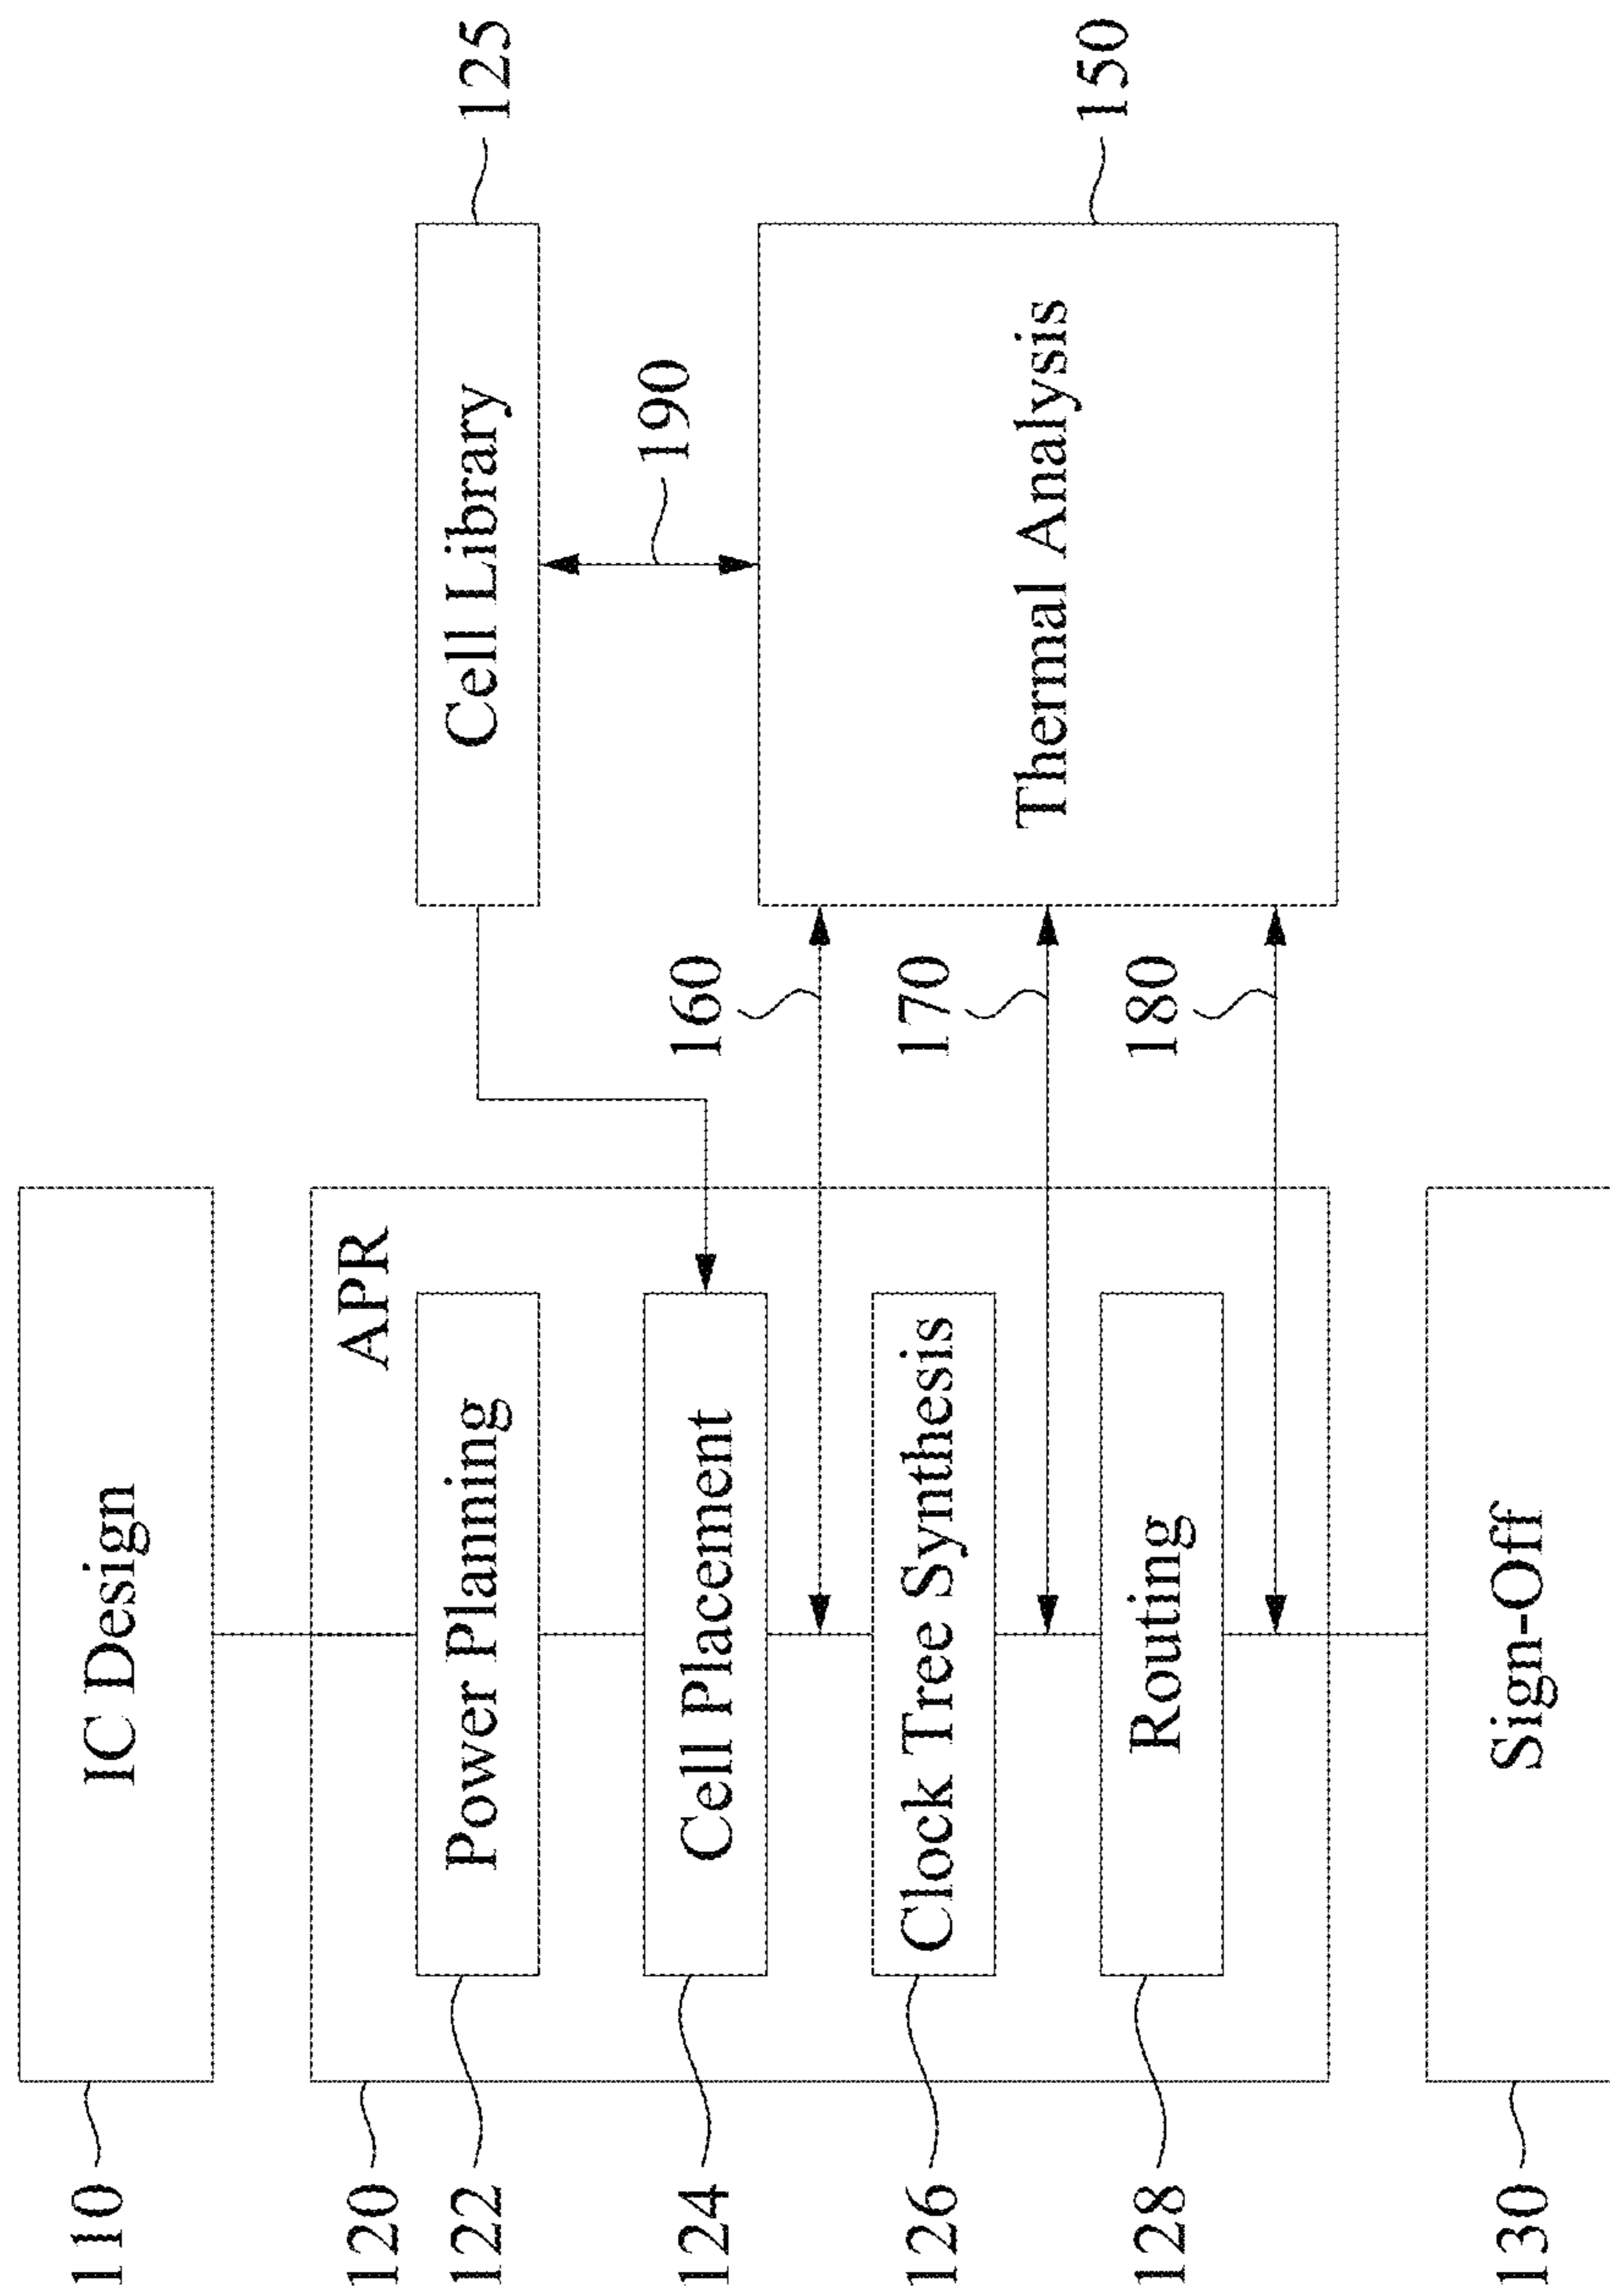 110
IC Design
120
APR
122
Power Planning
Cell Library
125
124
Cell Placement
190
160
126
Clock Tree Synthesis
170
Thermal Analysis
150
128
Routing
180
130
Sign-Off